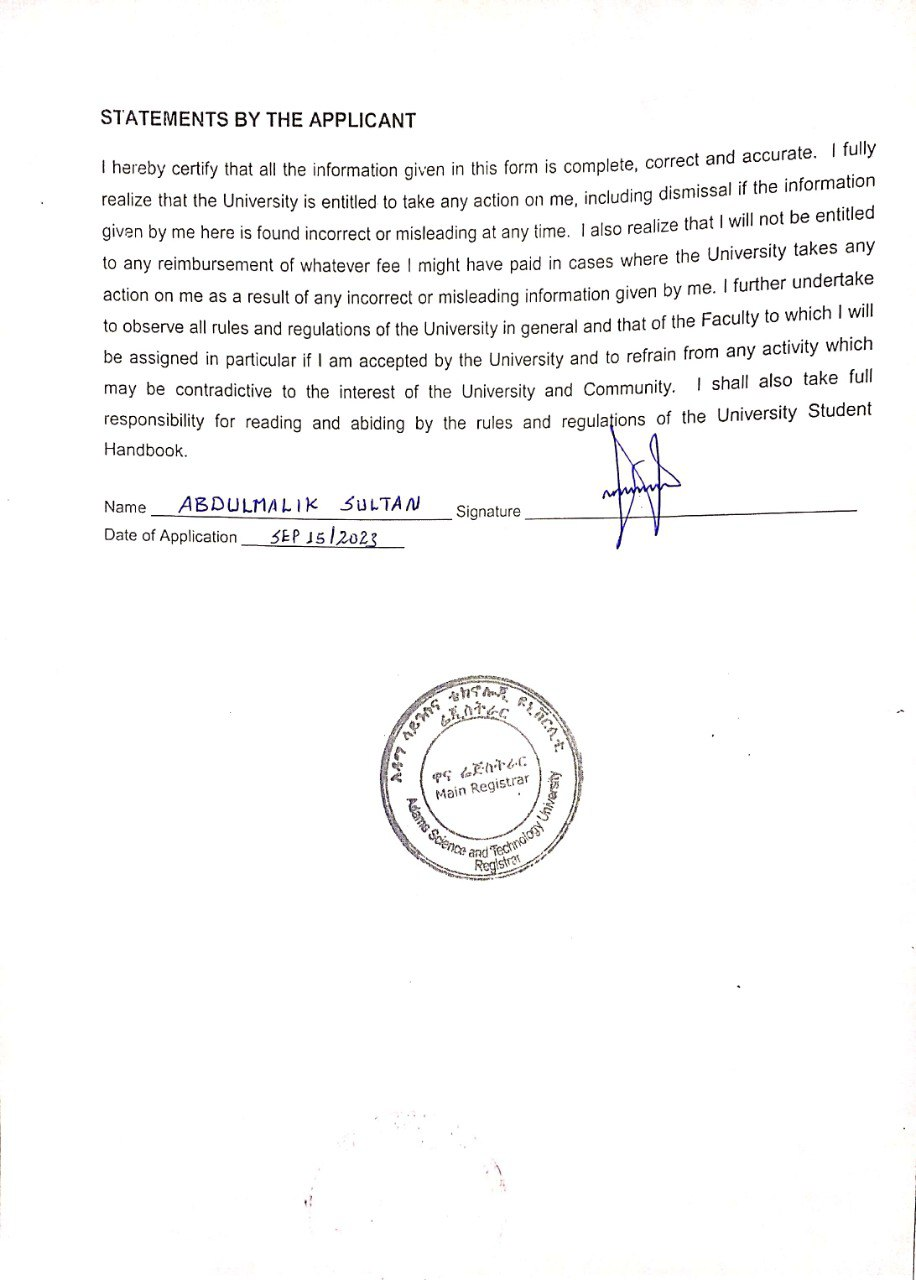 STATEMENTS BY THE APPLICANT
I hereby certify that all the information given in this form is complete, correct and accurate. I fully
realize that the University is entitled to take any action on me, including dismissal if the information
given by me here is found incorrect or misleading at any time. I also realize that I will not be entitled
to any reimbursement of whatever fee I might have paid in cases where the University takes any
action on me as a result of any incorrect or misleading information given by me. I further undertake
to observe all rules and regulations of the University in general and that of the Faculty to which I will
be assigned in particular if I am accepted by the University and to refrain from any activity which
may be contradictive to the interest of the University and Community. I shall also take full
responsibility for reading and abiding by the rules and regulations of the University Student
Handbook.
Name ABDULMALIK SULTAN Signature
Date of Application SEP 15/2023
አዳማ ሳይንስና ቴክኖሎጂ ዩኒቨርሲቲ
ሬጂስትራር
ዋና ሬጅስትራር
Main Registrar
Adama Science and Technology University
Registrar